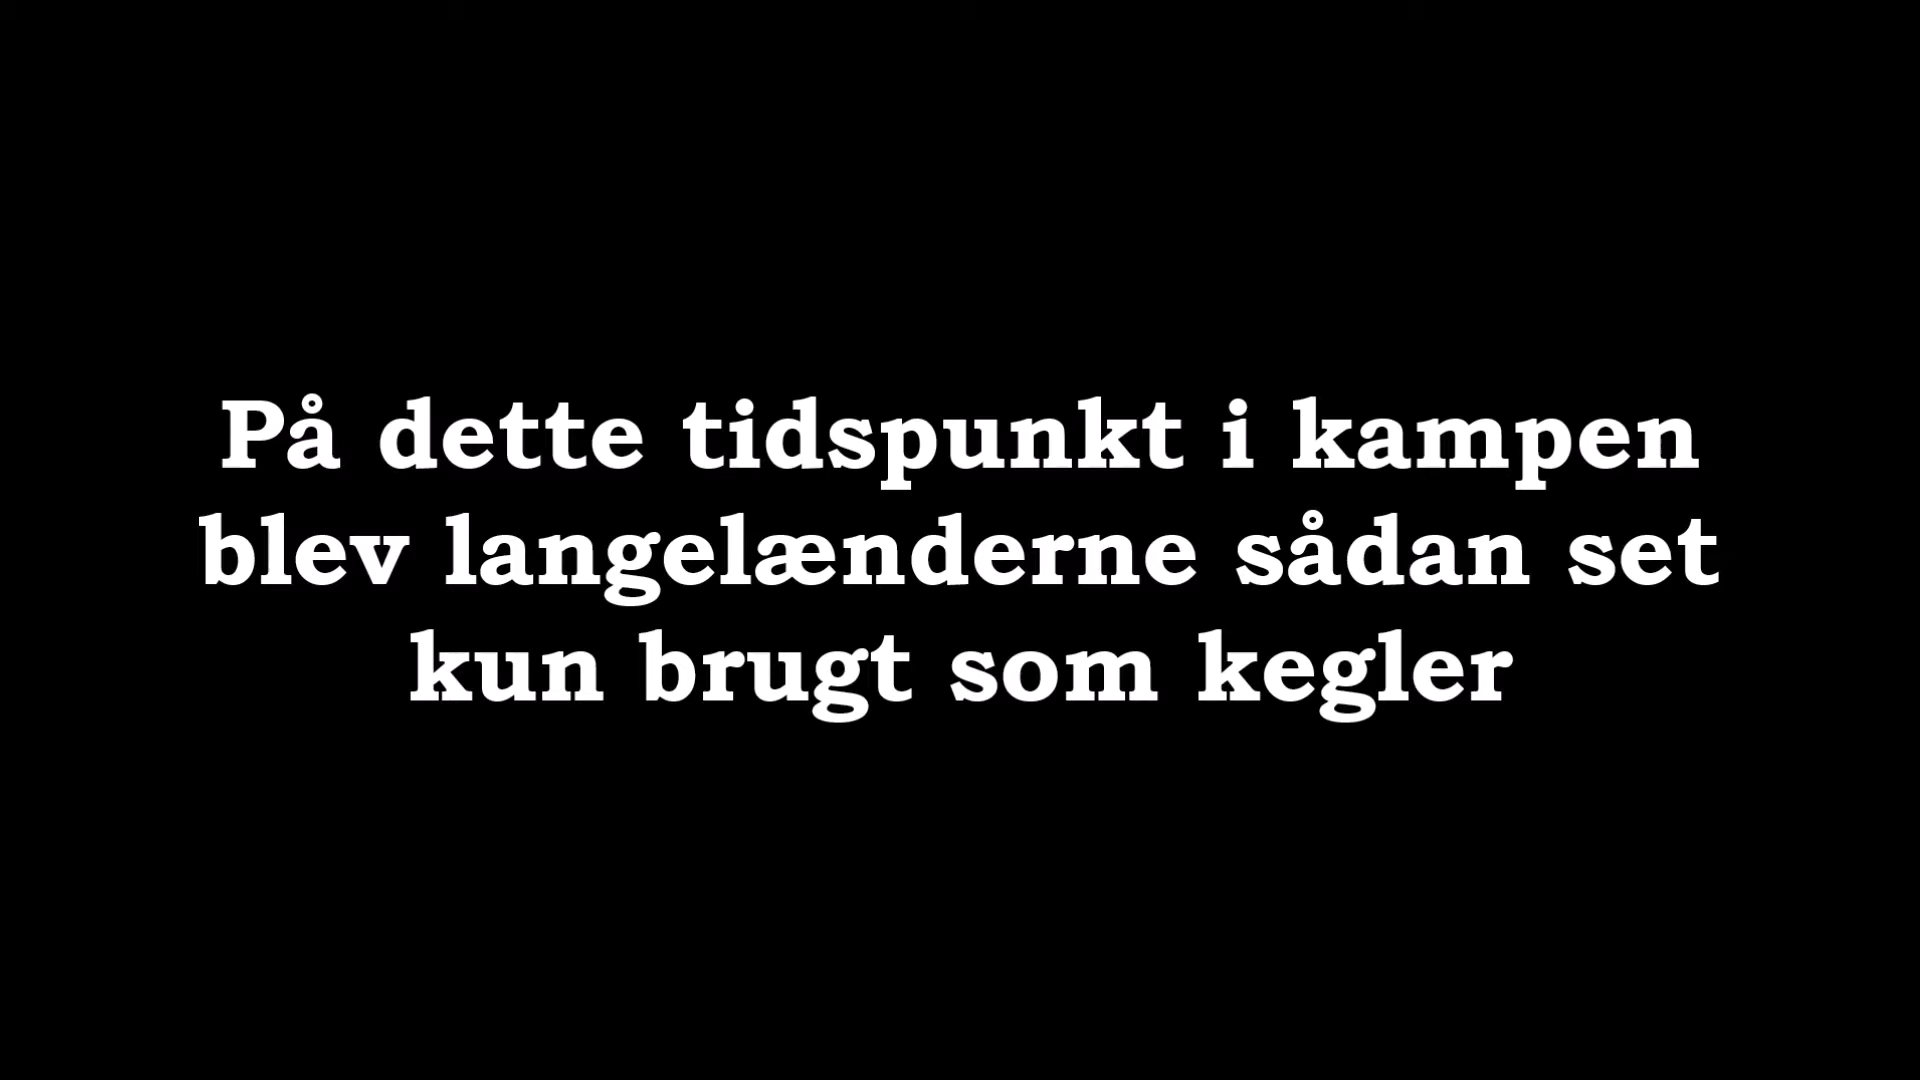 På dette tidspunkt i kampen
blev langelænderne sådan set
kun brugt som kegler